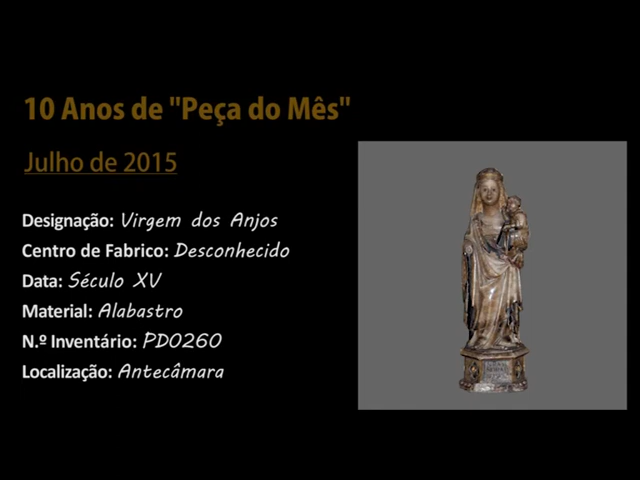 10 Anos de "Peça do Mês"
Julho de 2015
Designação: Virgem dos Anjos
Centro de Fabrico: Desconhecido
Data: Século XV
Material: Alabastro
N.º Inventário: PD0260
Localização: Antecâmara